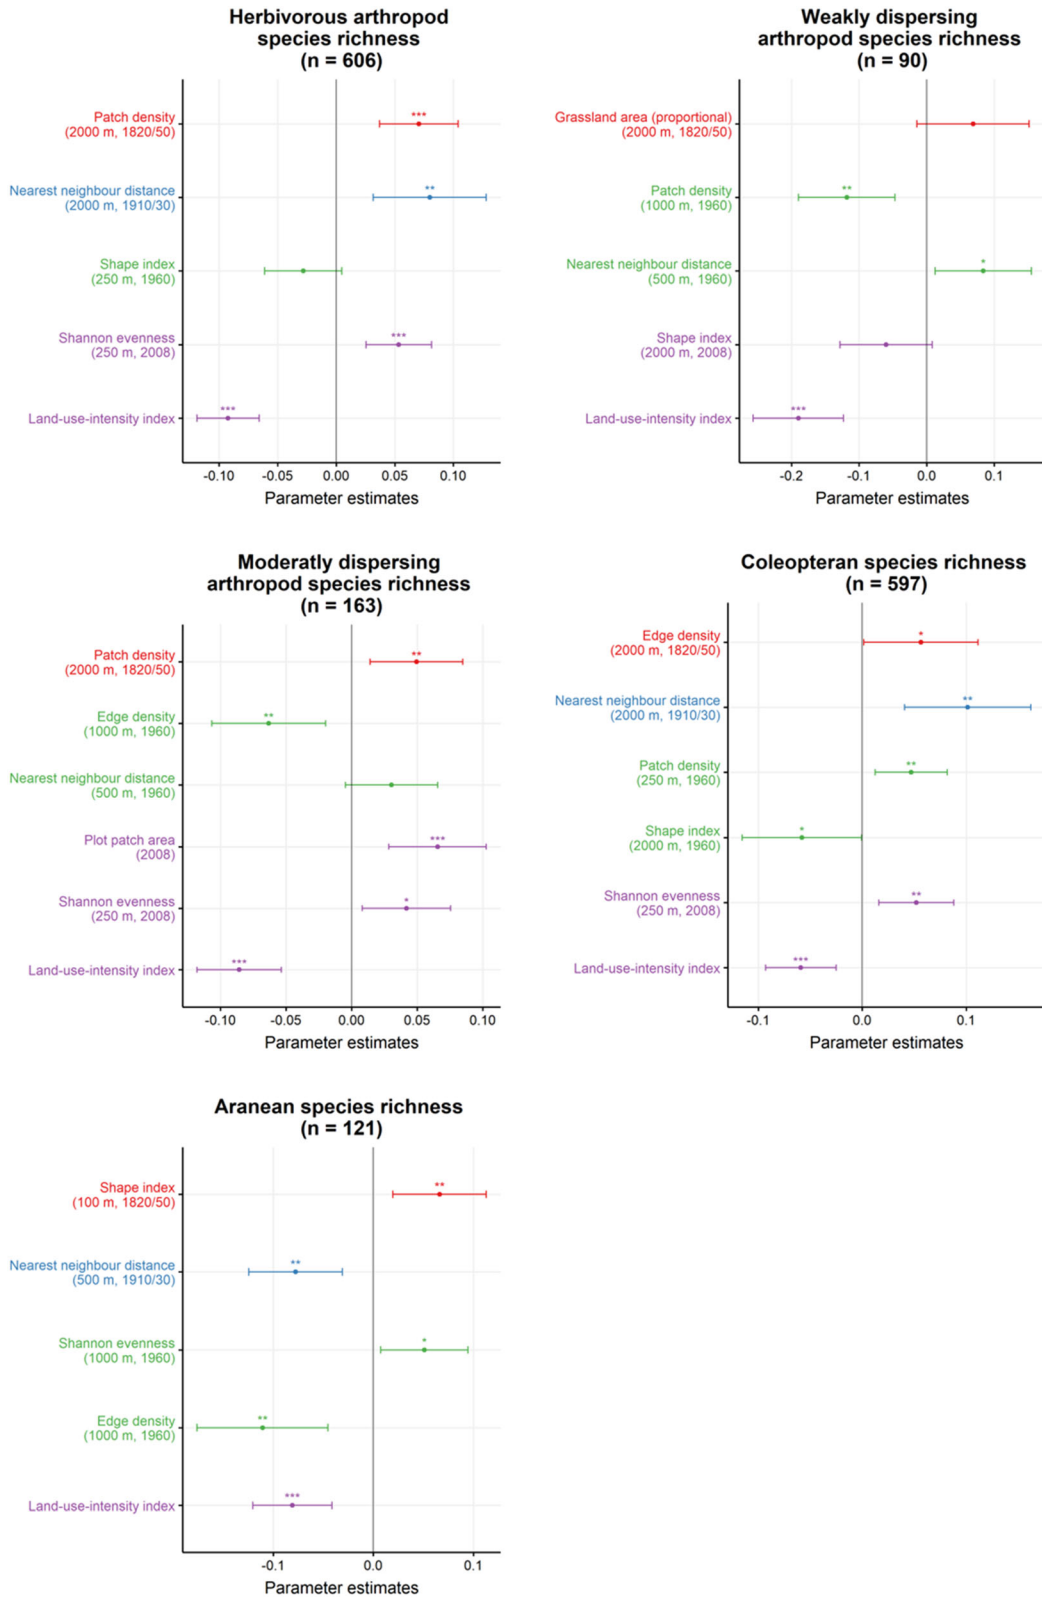 Herbivorous arthropod
species richness
(n = 606)
Patch density
(2000 m, 1820/50)
***
Nearest neighbour distance
(2000 m, 1910/30)
**
Shape index
(250 m, 1960)
Shannon evenness
(250 m, 2008)
***
Land-use-intensity index
***
-0.10 -0.05 0.00 0.05 0.10
Parameter estimates
Weakly dispersing
arthropod species richness
(n = 90)
Grassland area (proportional)
(2000 m, 1820/50)
Patch density
(1000 m, 1960)
**
Nearest neighbour distance
(500 m, 1960)
*
Shape index
(2000 m, 2008)
Land-use-intensity index
***
-0.2 -0.1 0.0 0.1
Parameter estimates
Moderatly dispersing
arthropod species richness
(n = 163)
Patch density
(2000 m, 1820/50)
**
Edge density
(1000 m, 1960)
**
Nearest neighbour distance
(500 m, 1960)
Plot patch area
(2008)
***
Shannon evenness
(250 m, 2008)
*
Land-use-intensity index
***
-0.10 -0.05 0.00 0.05 0.10
Parameter estimates
Coleopteran species richness
(n = 597)
Edge density
(2000 m, 1820/50)
*
Nearest neighbour distance
(2000 m, 1910/30)
**
Patch density
(250 m, 1960)
**
Shape index
(2000 m, 1960)
*
Shannon evenness
(250 m, 2008)
**
Land-use-intensity index
***
-0.1 0.0 0.1
Parameter estimates
Aranean species richness
(n = 121)
Shape index
(100 m, 1820/50)
**
Nearest neighbour distance
(500 m, 1910/30)
**
Shannon evenness
(1000 m, 1960)
*
Edge density
(1000 m, 1960)
**
Land-use-intensity index
***
-0.1 0.0 0.1
Parameter estimates